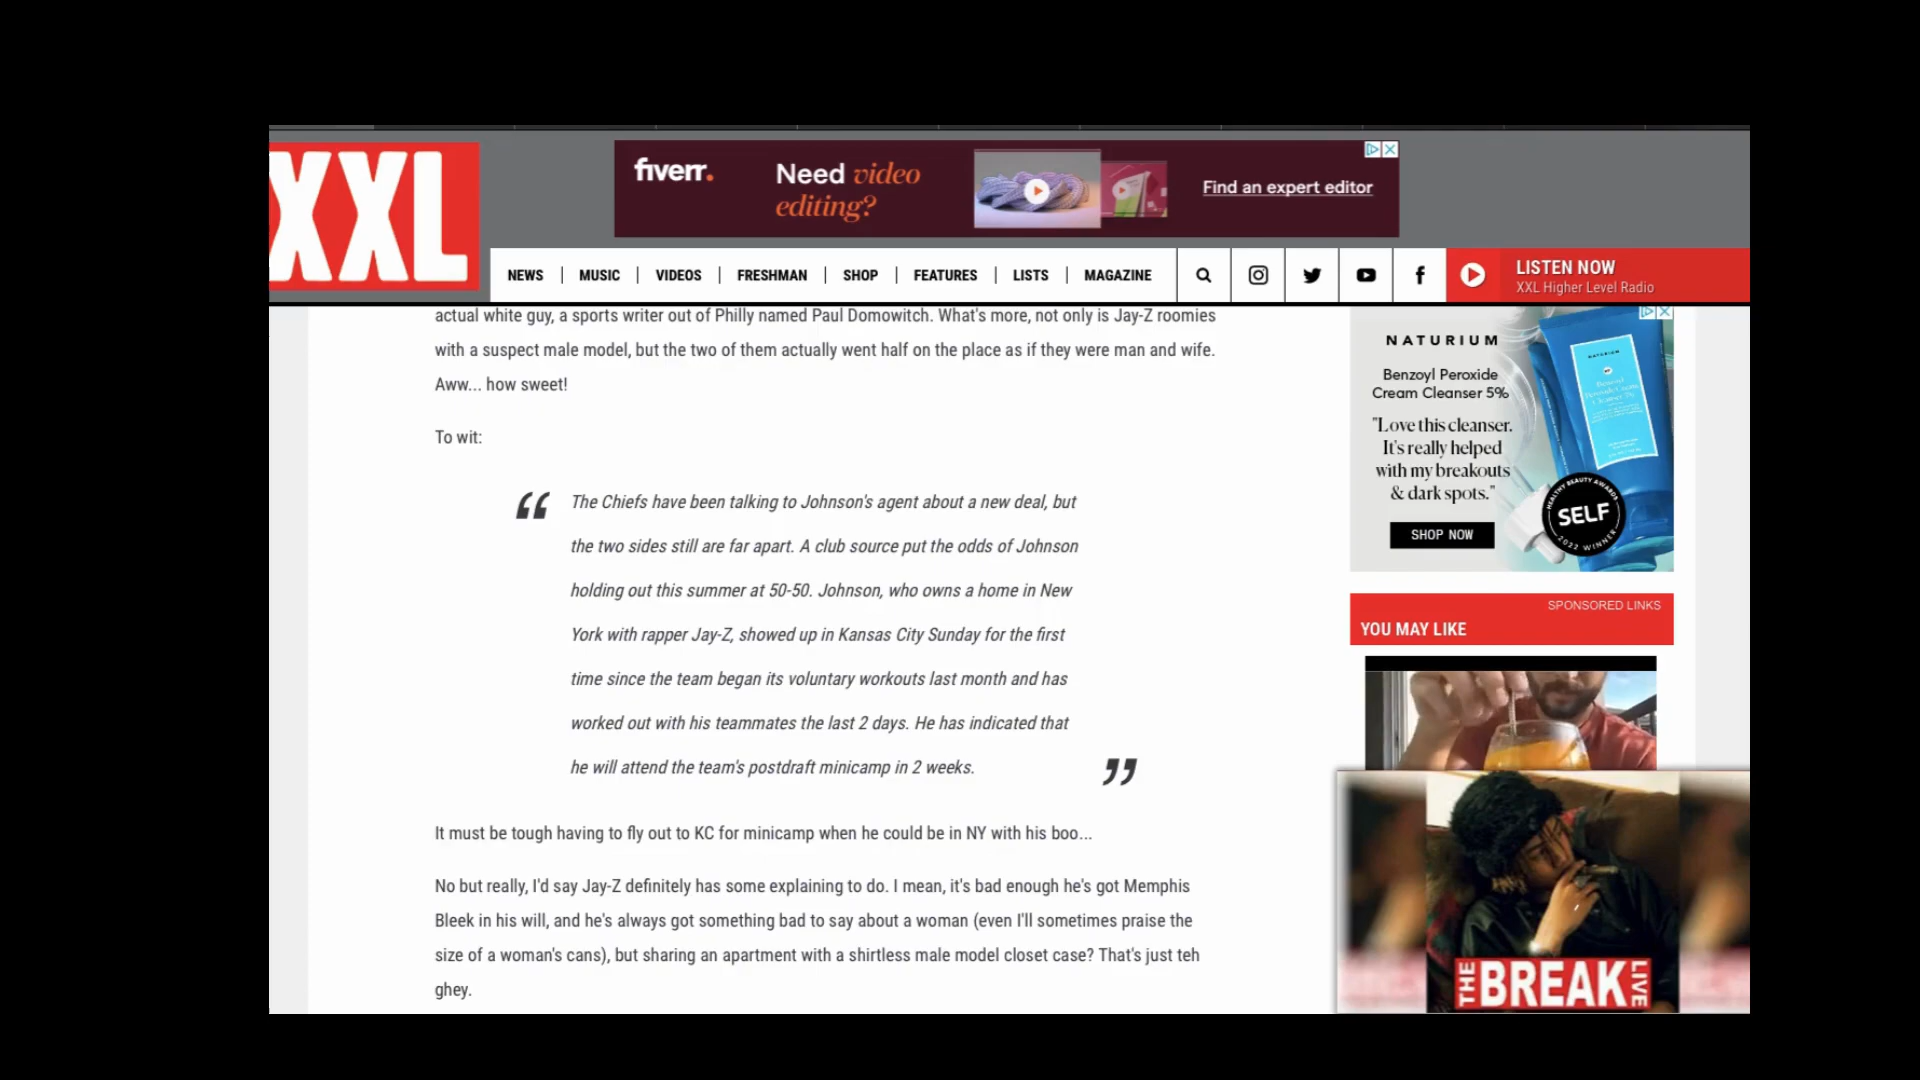 XXL
fiverr.
Need video
editing?
Find an expert editor
NEWS
MUSIC
VIDEOS
FRESHMAN
SHOP
FEATURES
LISTS
MAGAZINE
LISTEN NOW
XXL Higher Level Radio
actual white guy, a sports writer out of Philly named Paul Domowitch. What's more, not only is Jay-Z roomies
with a suspect male model, but the two of them actually went half on the place as if they were man and wife.
Aww... how sweet!
To wit:
“ The Chiefs have been talking to Johnson's agent about a new deal, but
the two sides still are far apart. A club source put the odds of Johnson
holding out this summer at 50-50. Johnson, who owns a home in New
York with rapper Jay-Z, showed up in Kansas City Sunday for the first
time since the team began its voluntary workouts last month and has
worked out with his teammates the last 2 days. He has indicated that
he will attend the team's postdraft minicamp in 2 weeks. ”
It must be tough having to fly out to KC for minicamp when he could be in NY with his boo...
No but really, I'd say Jay-Z definitely has some explaining to do. I mean, it's bad enough he's got Memphis
Bleek in his will, and he's always got something bad to say about a woman (even I'll sometimes praise the
size of a woman's cans), but sharing an apartment with a shirtless male model closet case? That's just teh
ghey.
NATURIUM
Benzoyl Peroxide
Cream Cleanser 5%
"Love this cleanser.
It's really helped
with my breakouts
& dark spots."
SHOP NOW
HEALTHY BEAUTY AWARDS
SELF
2022 WINNER
SPONSORED LINKS
YOU MAY LIKE
THE BREAK LIVE